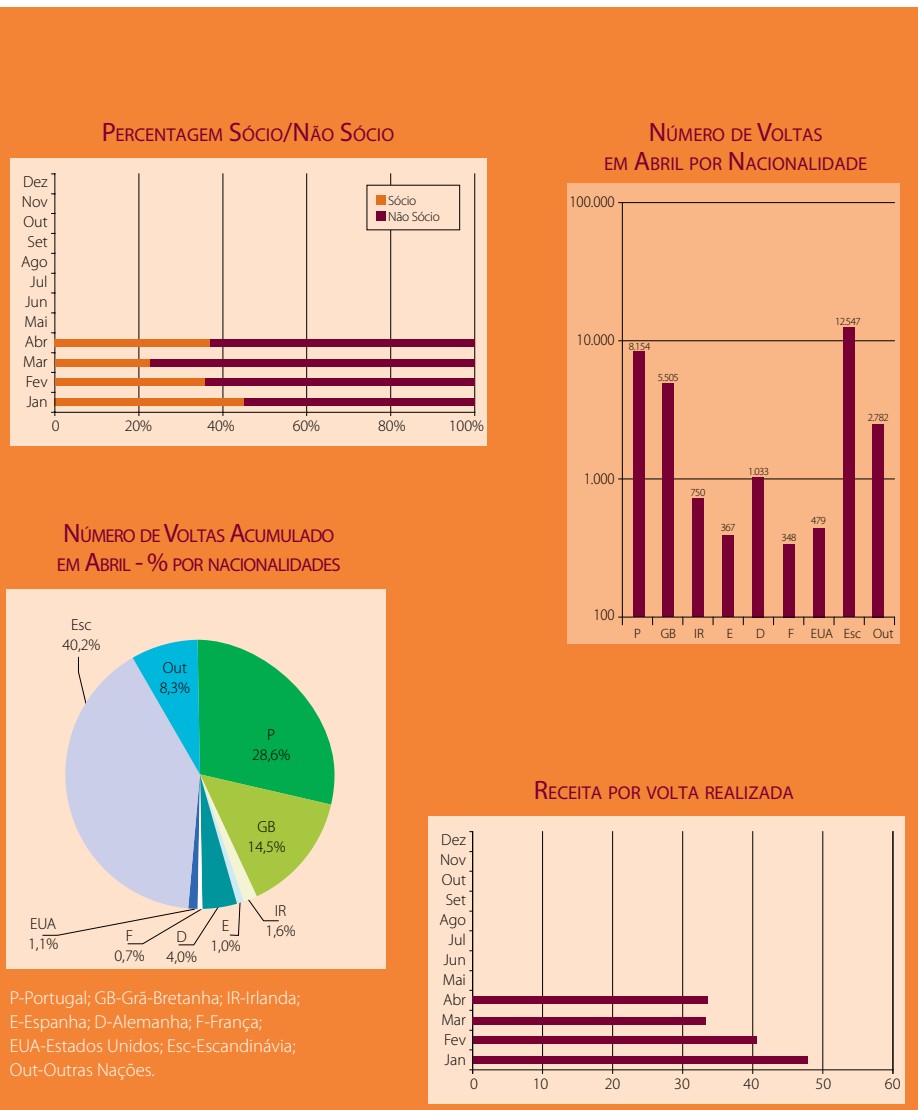 Percentagem Sócio/Não Sócio
Dez
Nov
Out
Set
Ago
Jul
Jun
Mai
Abr
Mar
Fev
Jan
0 20% 40% 60% 80% 100%
Sócio
Não Sócio
Número de Voltas
em Abril por Nacionalidade
100.000
10.000
1.000
100
8.154
5.505
750
367
1.033
348
479
12.547
2.782
P GB IR E D F EUA Esc Out
Número de Voltas Acumulado
em Abril - % por nacionalidades
Esc
40,2%
Out
8,3%
P
28,6%
GB
14,5%
IR
1,6%
E
1,0%
D
4,0%
F
0,7%
EUA
1,1%
P-Portugal; GB-Grã-Bretanha; IR-Irlanda;
E-Espanha; D-Alemanha; F-França;
EUA-Estados Unidos; Esc-Escandinávia;
Out-Outras Nações.
Receita por volta realizada
Dez
Nov
Out
Set
Ago
Jul
Jun
Mai
Abr
Mar
Fev
Jan
0 10 20 30 40 50 60